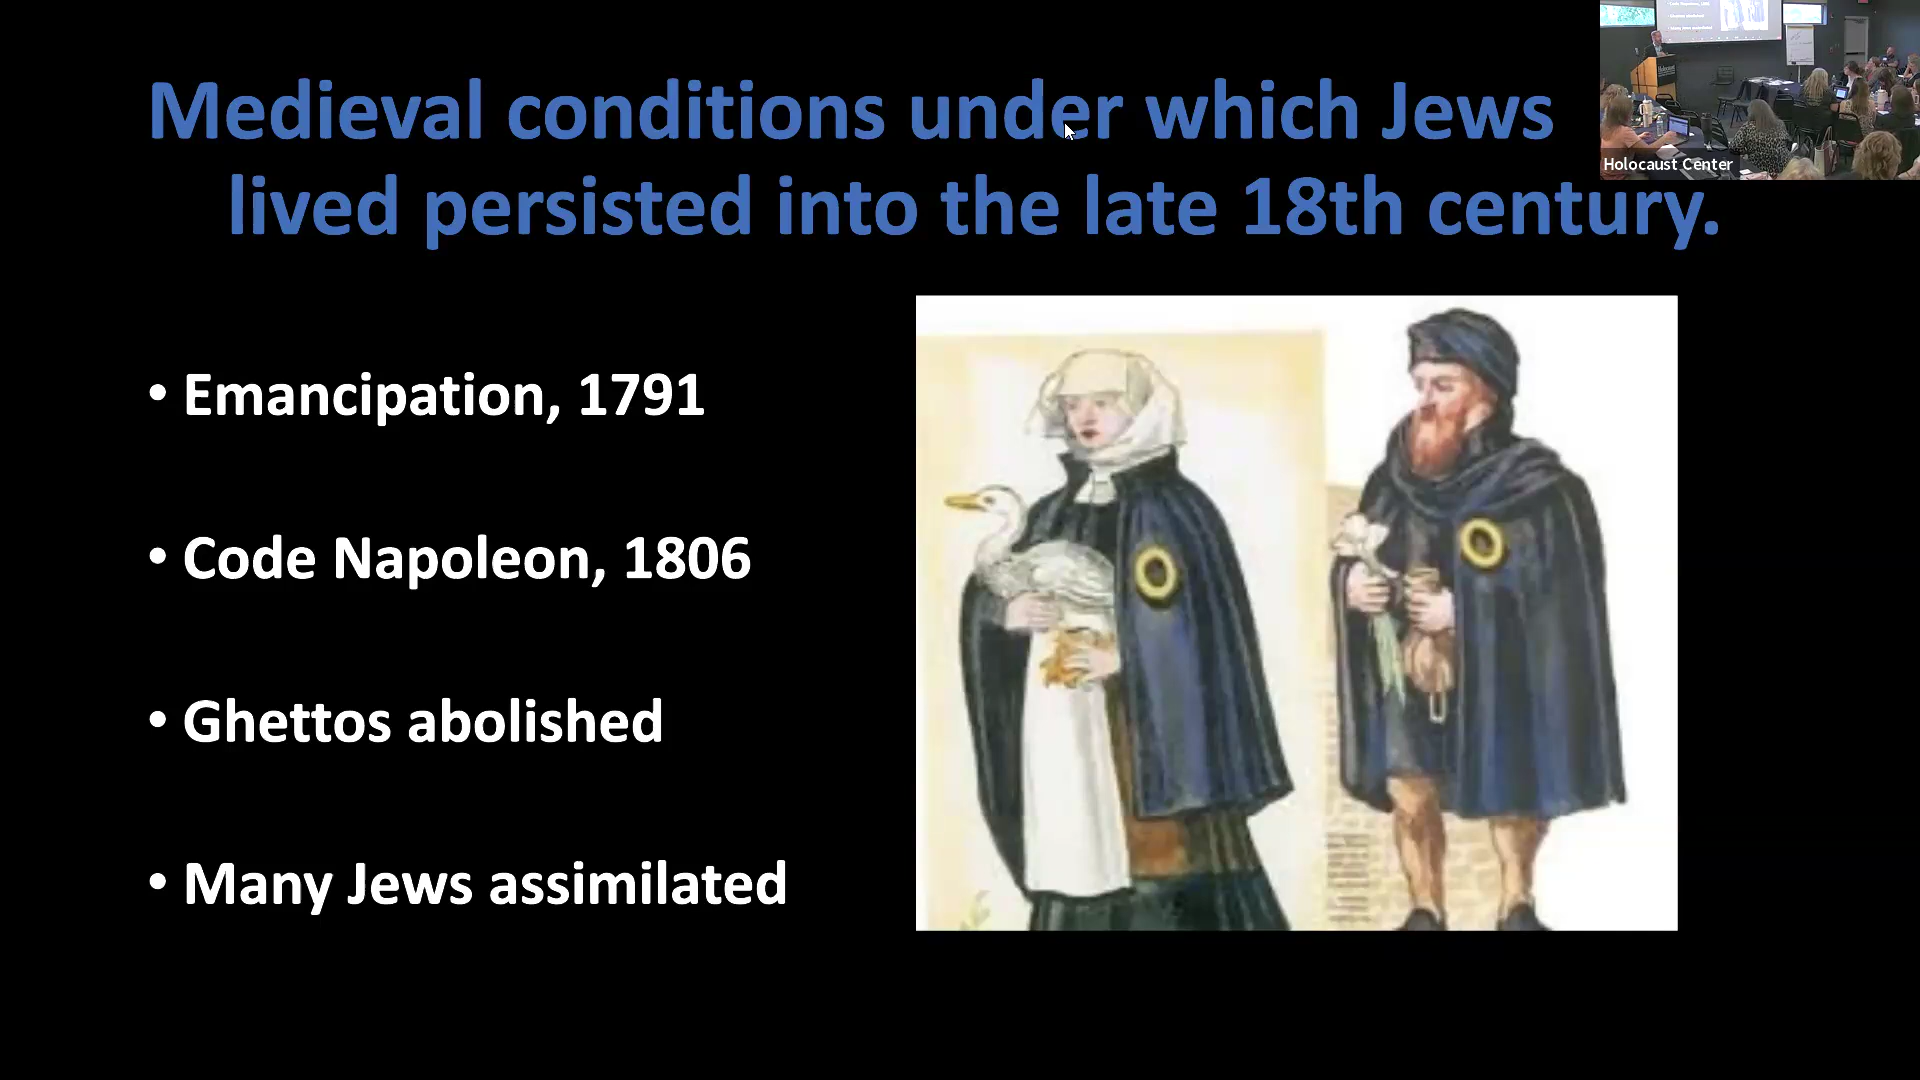 Medieval conditions under which Jews
lived persisted into the late 18th century.
• Emancipation, 1791
• Code Napoleon, 1806
• Ghettos abolished
• Many Jews assimilated
Holocaust Center